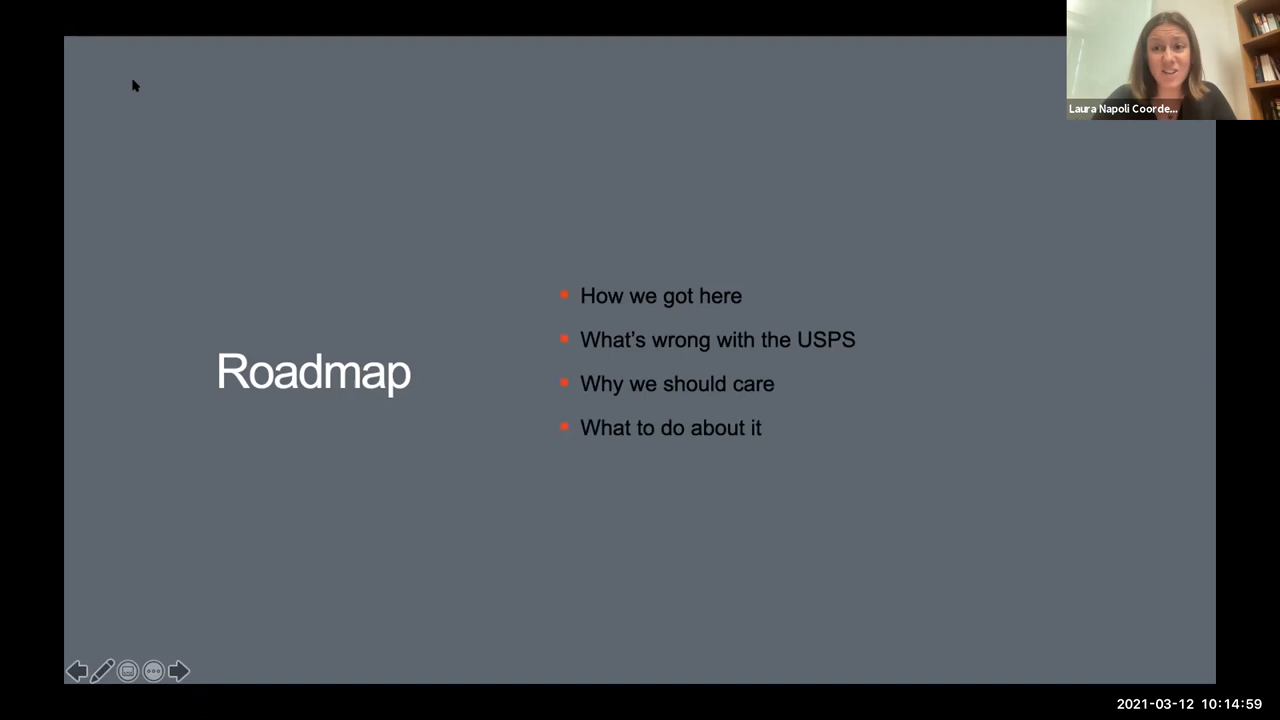 Laura Napoli Coorde...
Roadmap
How we got here
What's wrong with the USPS
Why we should care
What to do about it
2021-03-12 10:14:59